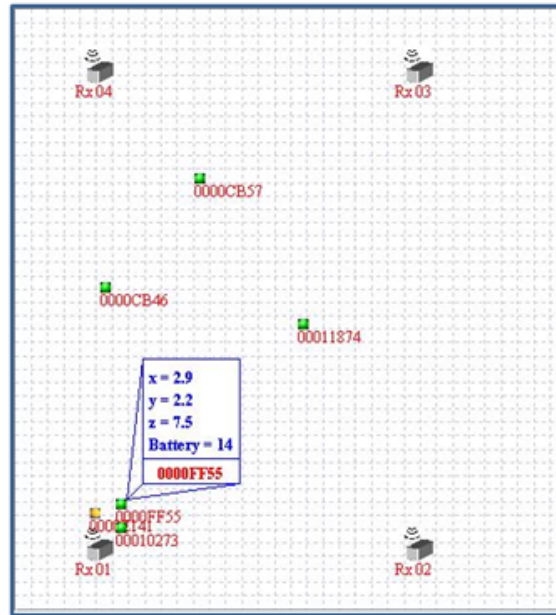 Rx 04
Rx 03
0000CB57
0000CB46
00011874
x = 2.9
y = 2.2
z = 7.5
Battery = 14
0000FF55
0000FF55
00010273
Rx 01
Rx 02